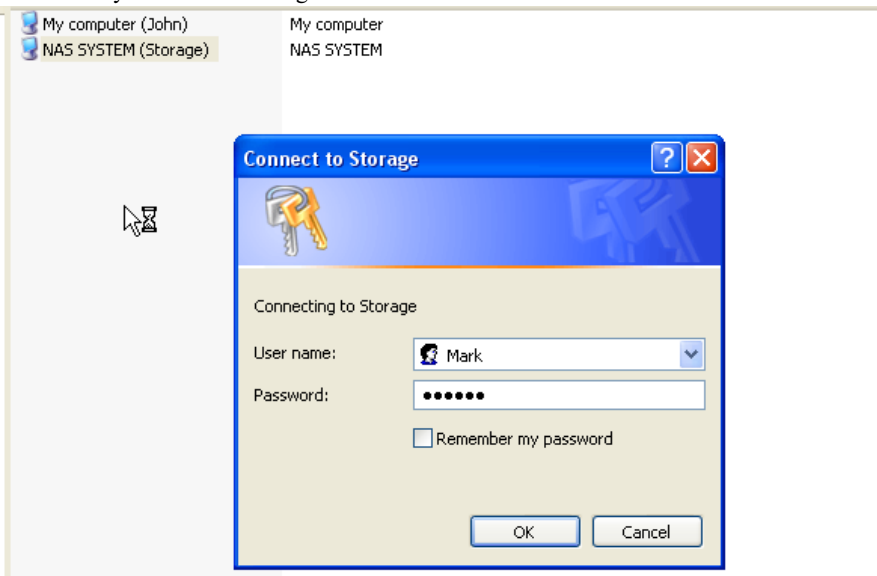 My computer (John) My computer
NAS SYSTEM (Storage) NAS SYSTEM
Connect to Storage
Connecting to Storage
User name: Mark
Password: ••••••
Remember my password
OK Cancel